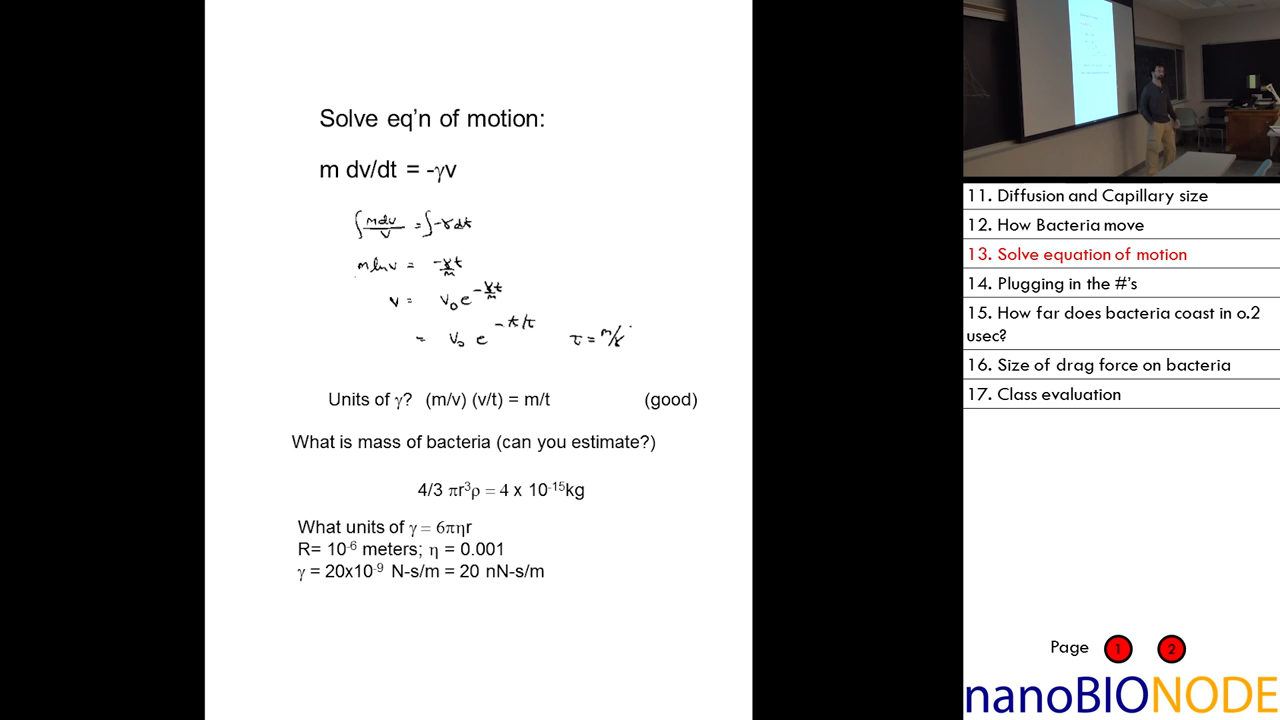 Solve eq'n of motion:
m dv/dt = -γv
∫ mdv/v = ∫ -γdt
m ln v = -γt/m
v = v₀ e^(-γt/m)
= v₀ e^(-t/τ) τ = m/γ
Units of γ? (m/v) (v/t) = m/t (good)
What is mass of bacteria (can you estimate?)
4/3 πr³ρ = 4 x 10⁻¹⁵kg
What units of γ = 6πηr
R= 10⁻⁶ meters; η = 0.001
γ = 20x10⁻⁹ N-s/m = 20 nN-s/m
11. Diffusion and Capillary size
12. How Bacteria move
13. Solve equation of motion
14. Plugging in the #'s
15. How far does bacteria coast in o.2
usec?
16. Size of drag force on bacteria
17. Class evaluation
Page 1 2
nanoBIONODE